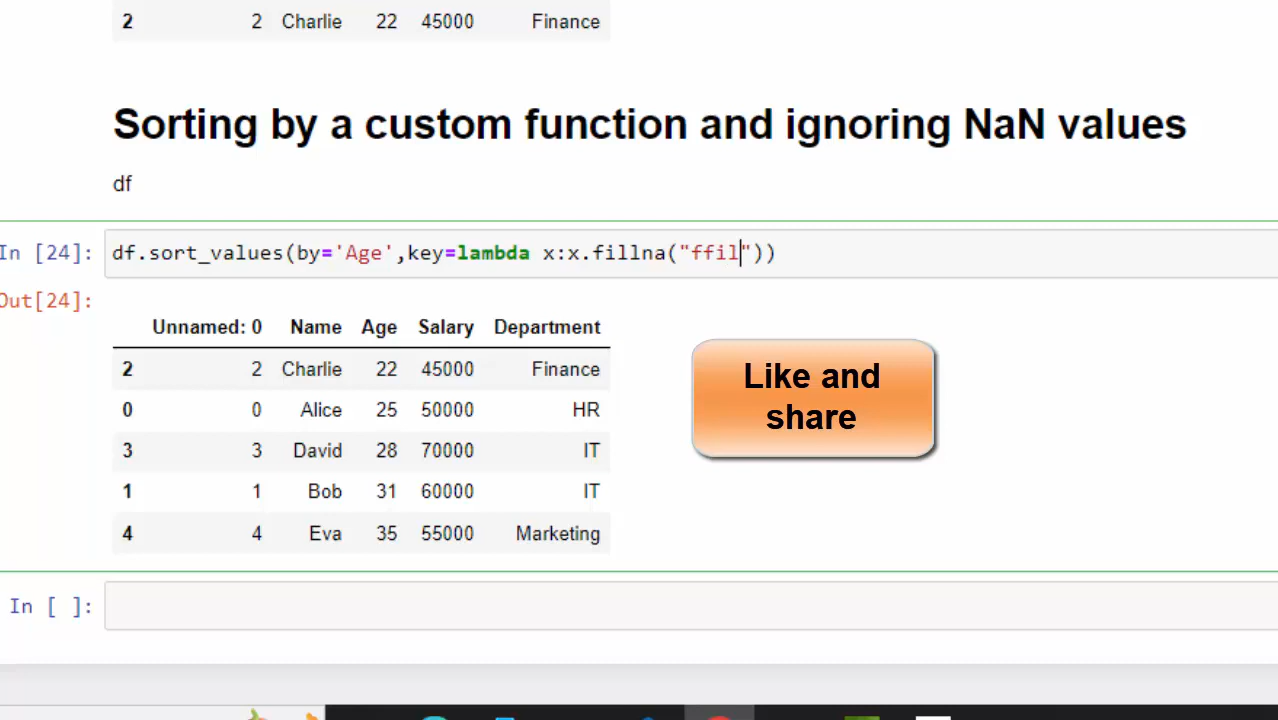 2 2 Charlie 22 45000 Finance
Sorting by a custom function and ignoring NaN values
df
In [24]: df.sort_values(by='Age',key=lambda x:x.fillna("ffil"))
Out[24]:
Unnamed: 0 Name Age Salary Department
2 2 Charlie 22 45000 Finance
0 0 Alice 25 50000 HR
3 3 David 28 70000 IT
1 1 Bob 31 60000 IT
4 4 Eva 35 55000 Marketing
Like and
share
In [ ]: